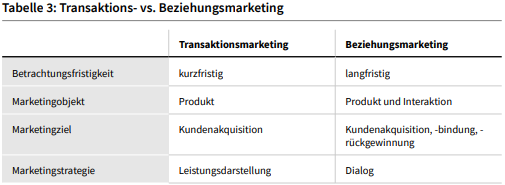 Tabelle 3: Transaktions- vs. Beziehungsmarketing
Transaktionsmarketing Beziehungsmarketing
Betrachtungsfristigkeit kurzfristig langfristig
Marketingobjekt Produkt Produkt und Interaktion
Marketingziel Kundenakquisition Kundenakquisition, -bindung, -
rückgewinnung
Marketingstrategie Leistungsdarstellung Dialog